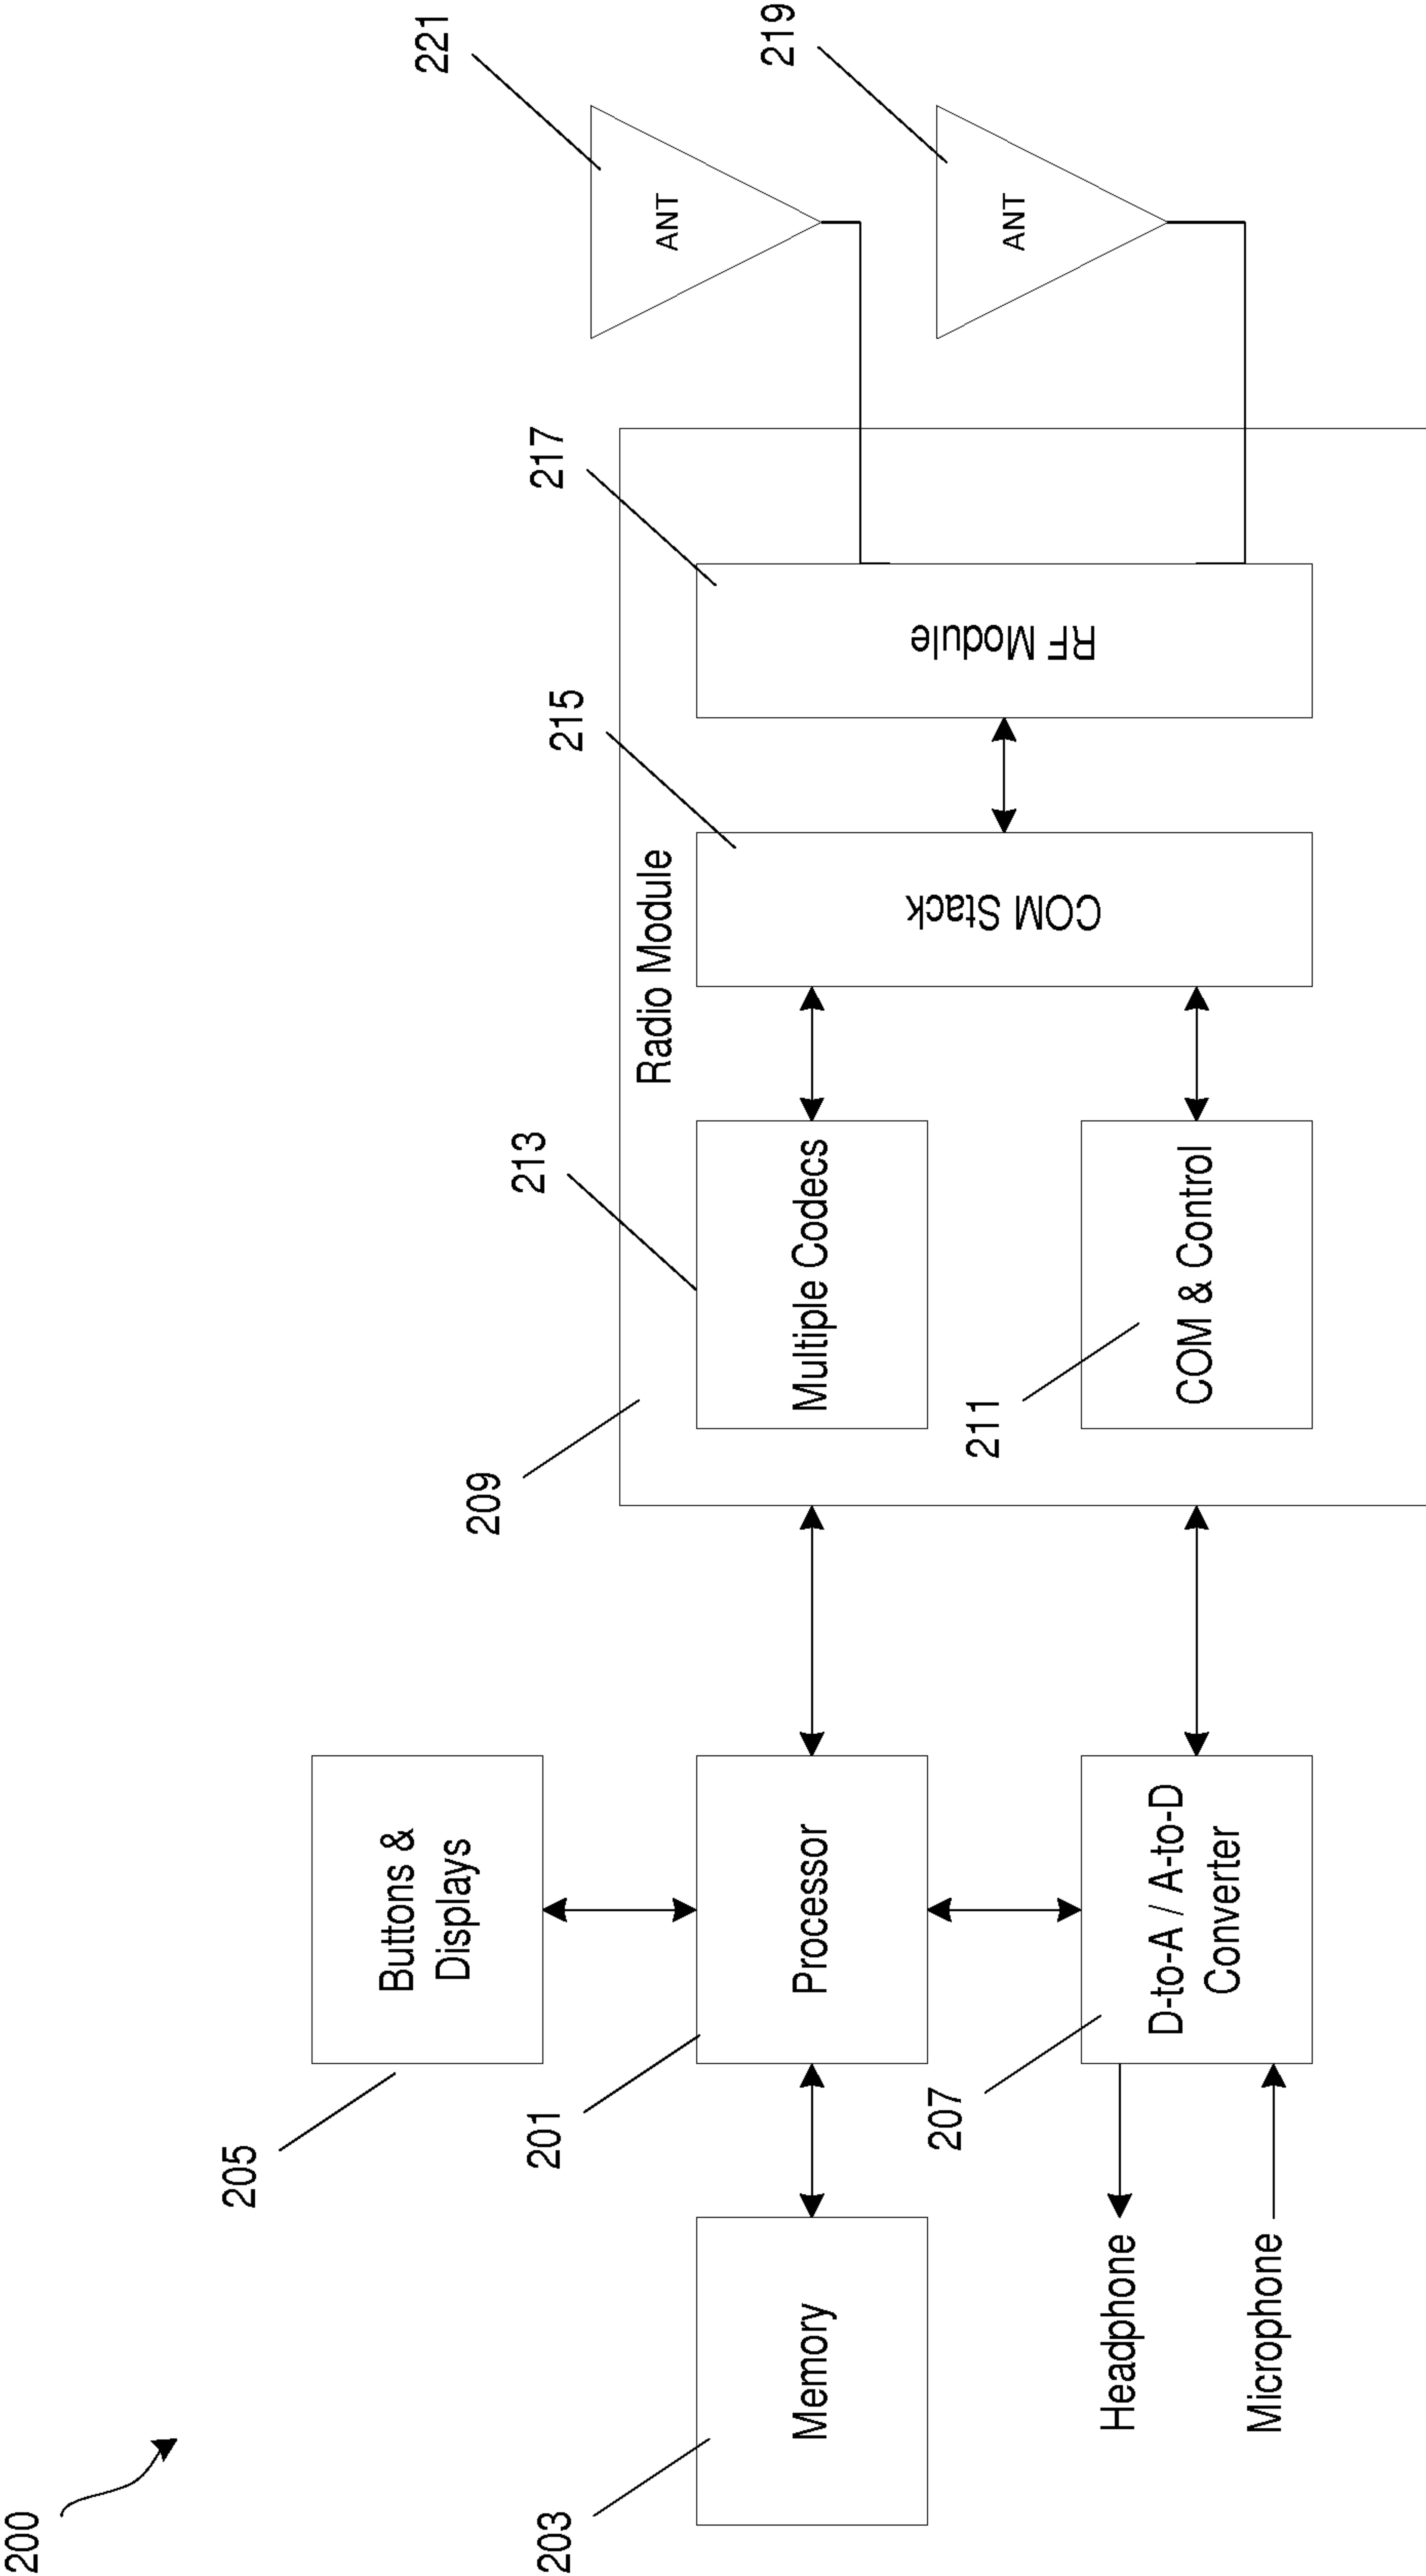 200
205
Buttons &
Displays
221
ANT
209
213
215
217
Radio Module
203
Memory
201
Processor
Multiple Codecs
COM Stack
RF Module
219
ANT
207
D-to-A / A-to-D
Converter
211
COM & Control
Headphone
Microphone